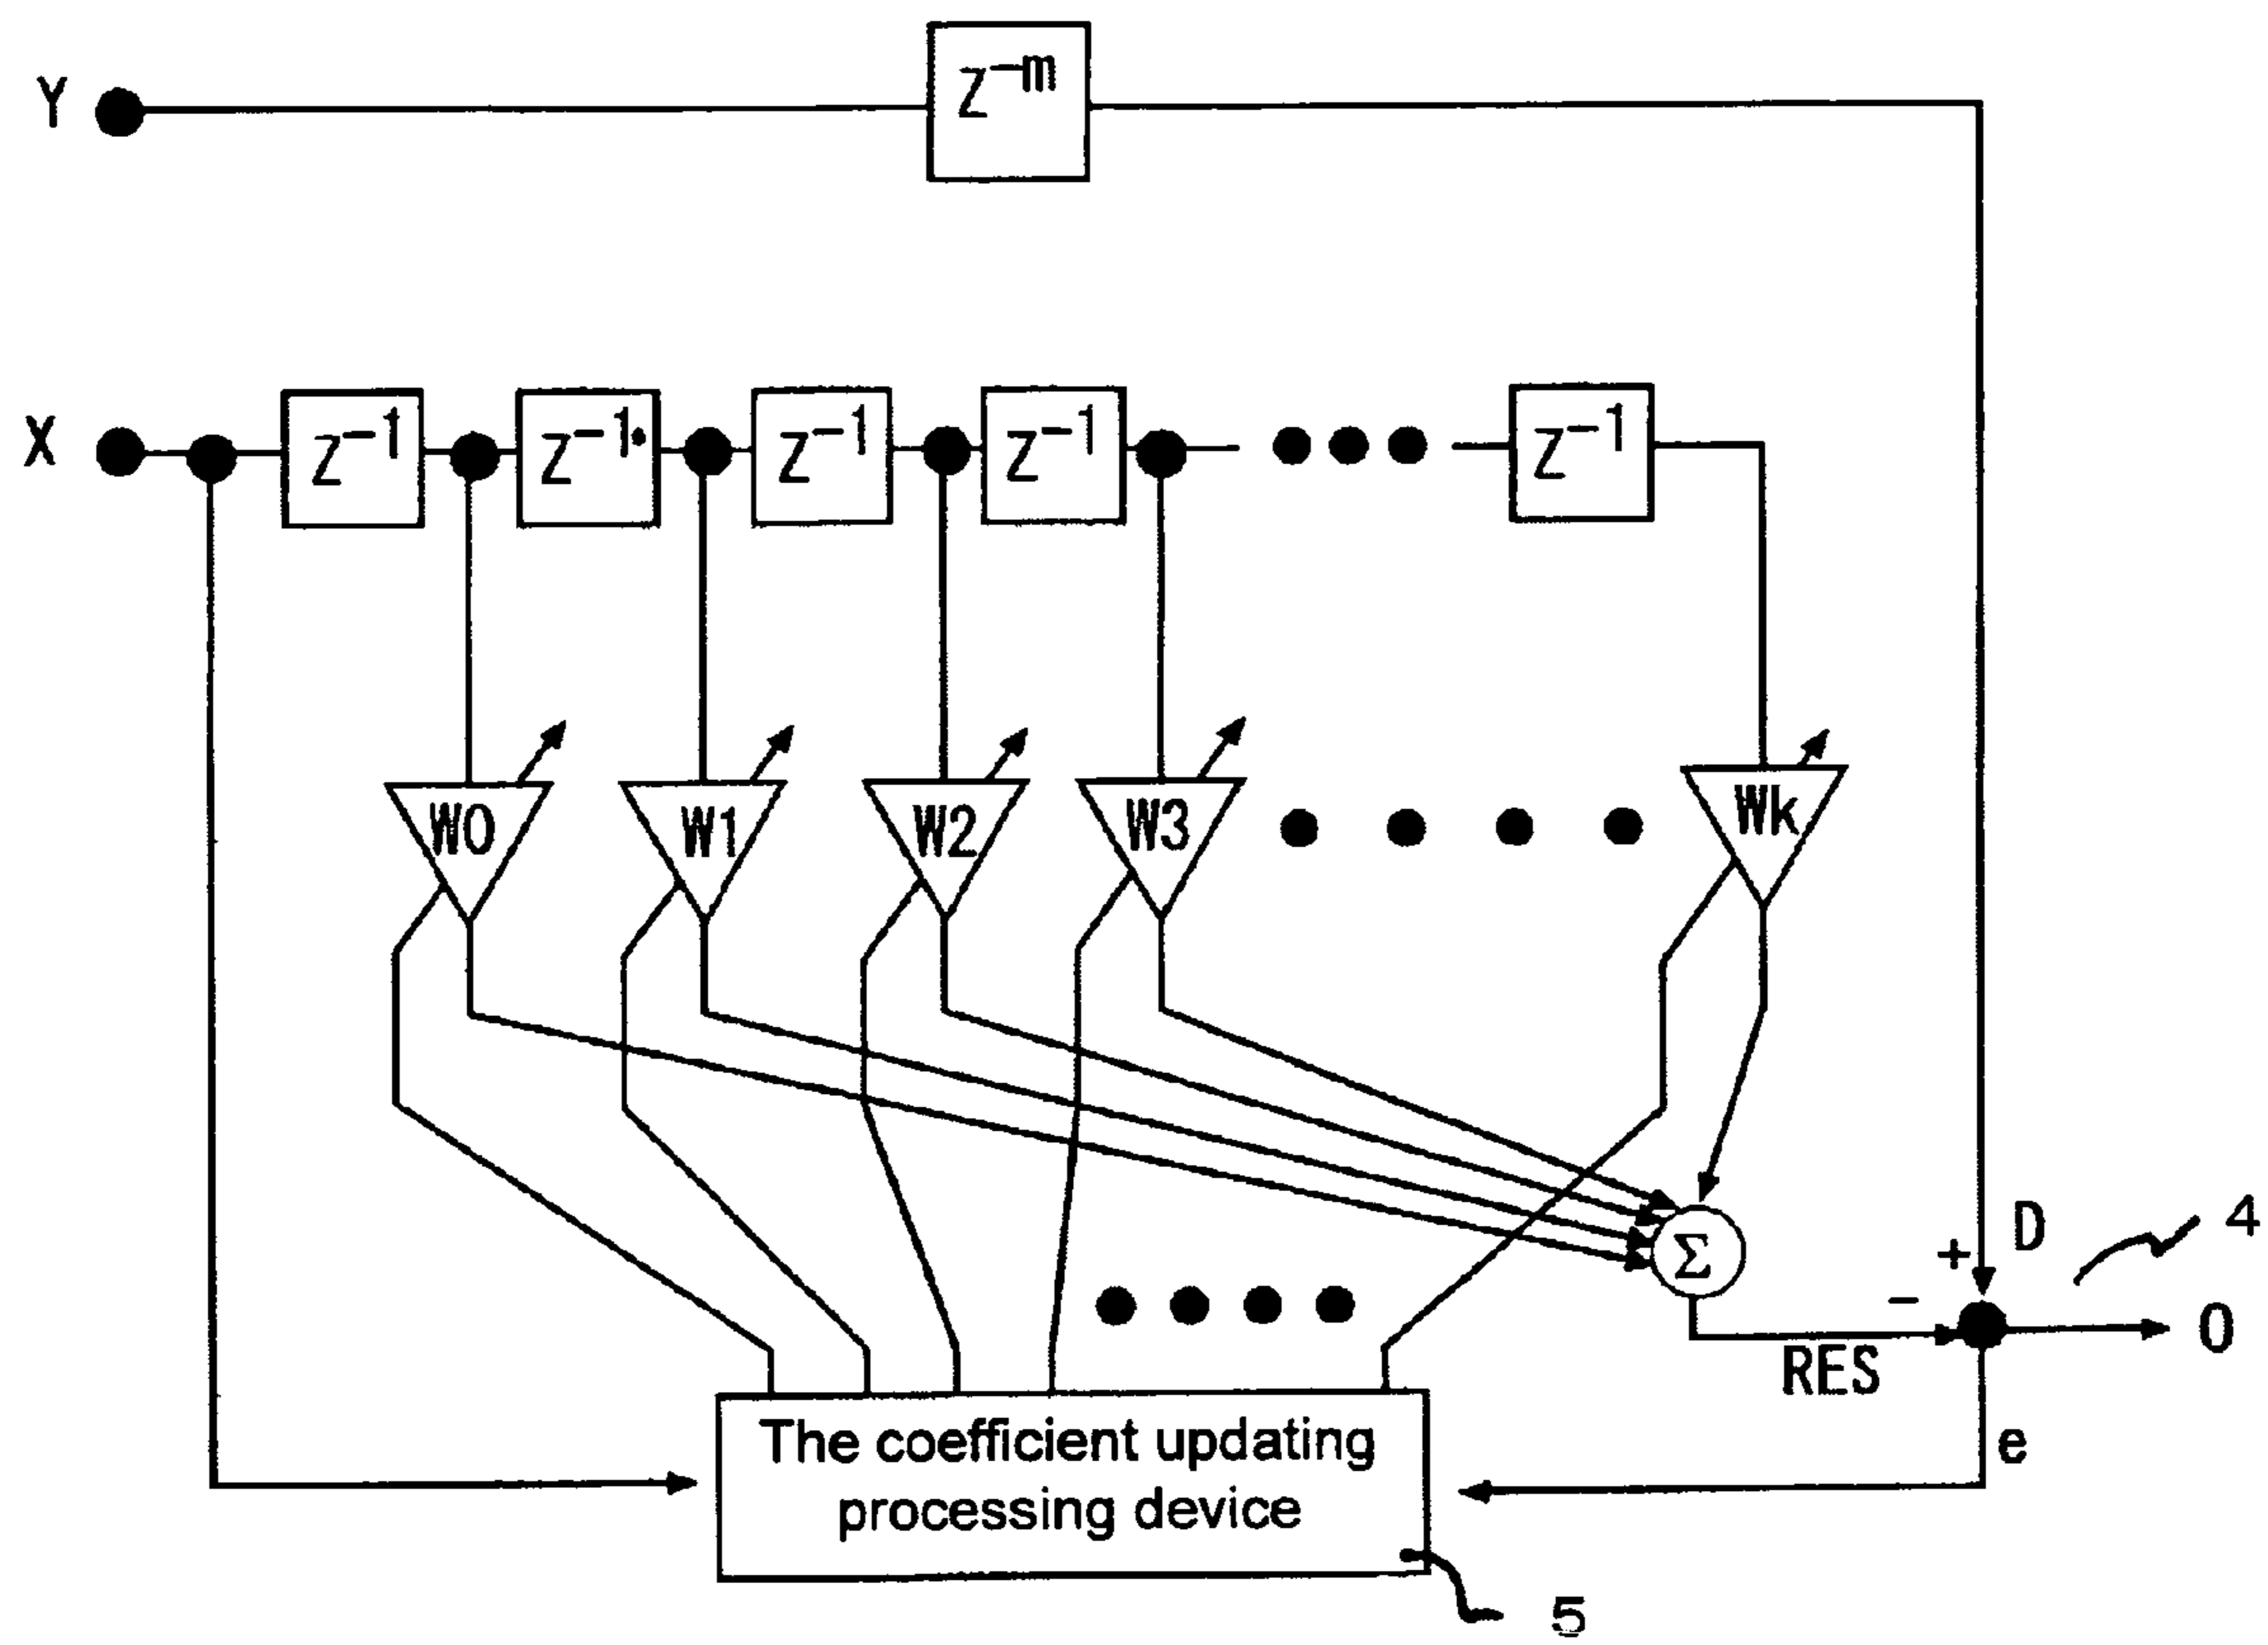 Y
z⁻ᵐ
X
z⁻¹
z⁻¹
z⁻¹
z⁻¹
z⁻¹
W0
W1
W2
W3
Wk
Σ
+
D
4
−
RES
0
e
The coefficient updating
processing device
5